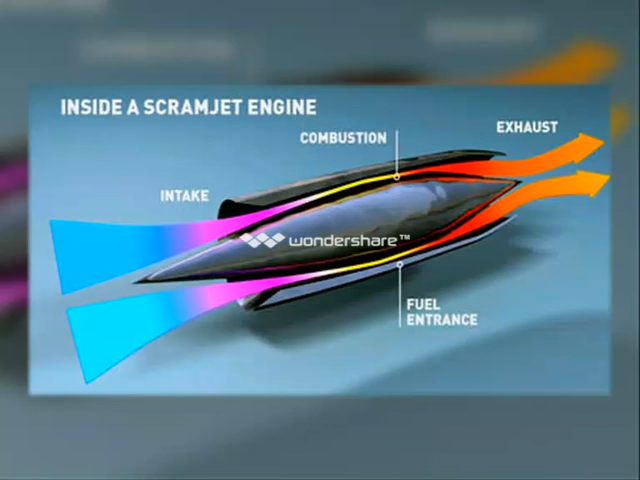 INSIDE A SCRAMJET ENGINE
COMBUSTION
EXHAUST
INTAKE
wondershare™
FUEL
ENTRANCE